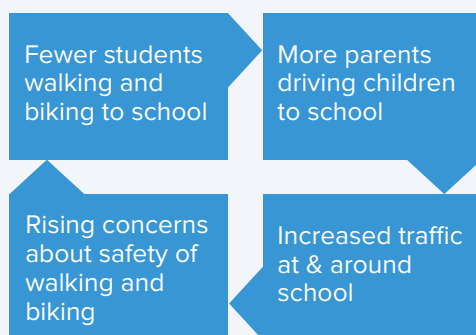 Fewer students
walking and
biking to school
More parents
driving children
to school
Increased traffic
at & around
school
Rising concerns
about safety of
walking and
biking